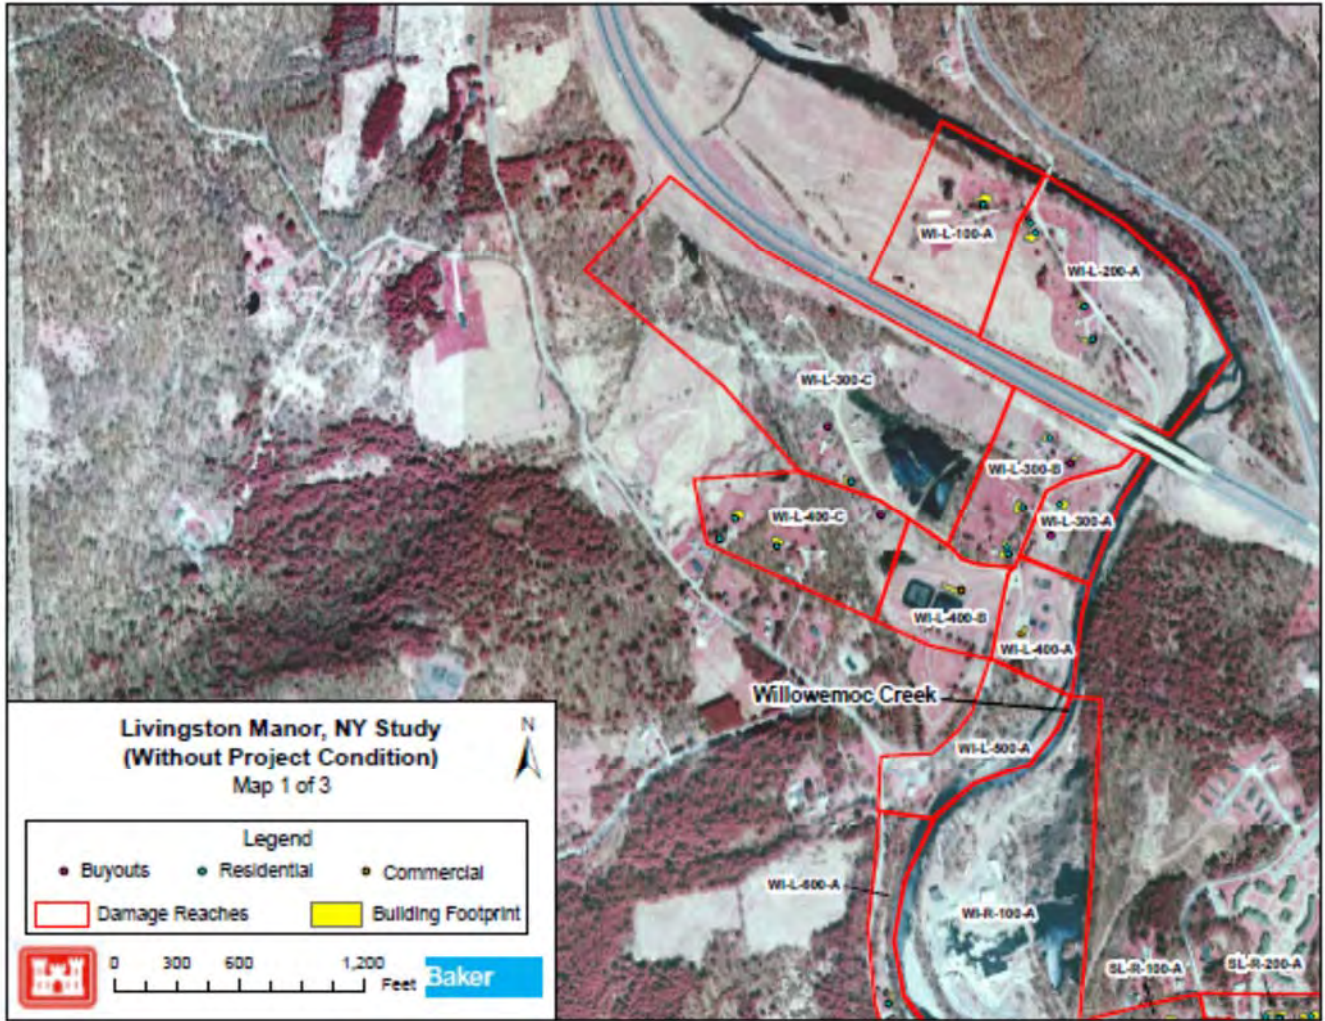 WI-L-100-A
WI-L-200-A
WI-L-300-C
WI-L-300-B
WI-L-400-C
WI-L-300-A
WI-L-400-B
WI-L-400-A
Willowemoc Creek
WI-L-500-A
WI-L-600-A
WI-R-100-A
SL-R-100-A
SL-R-200-A
Livingston Manor, NY Study
(Without Project Condition)
Map 1 of 3
N
Legend
Buyouts Residential Commercial
Damage Reaches Building Footprint
0 300 600 1,200
Feet
Baker